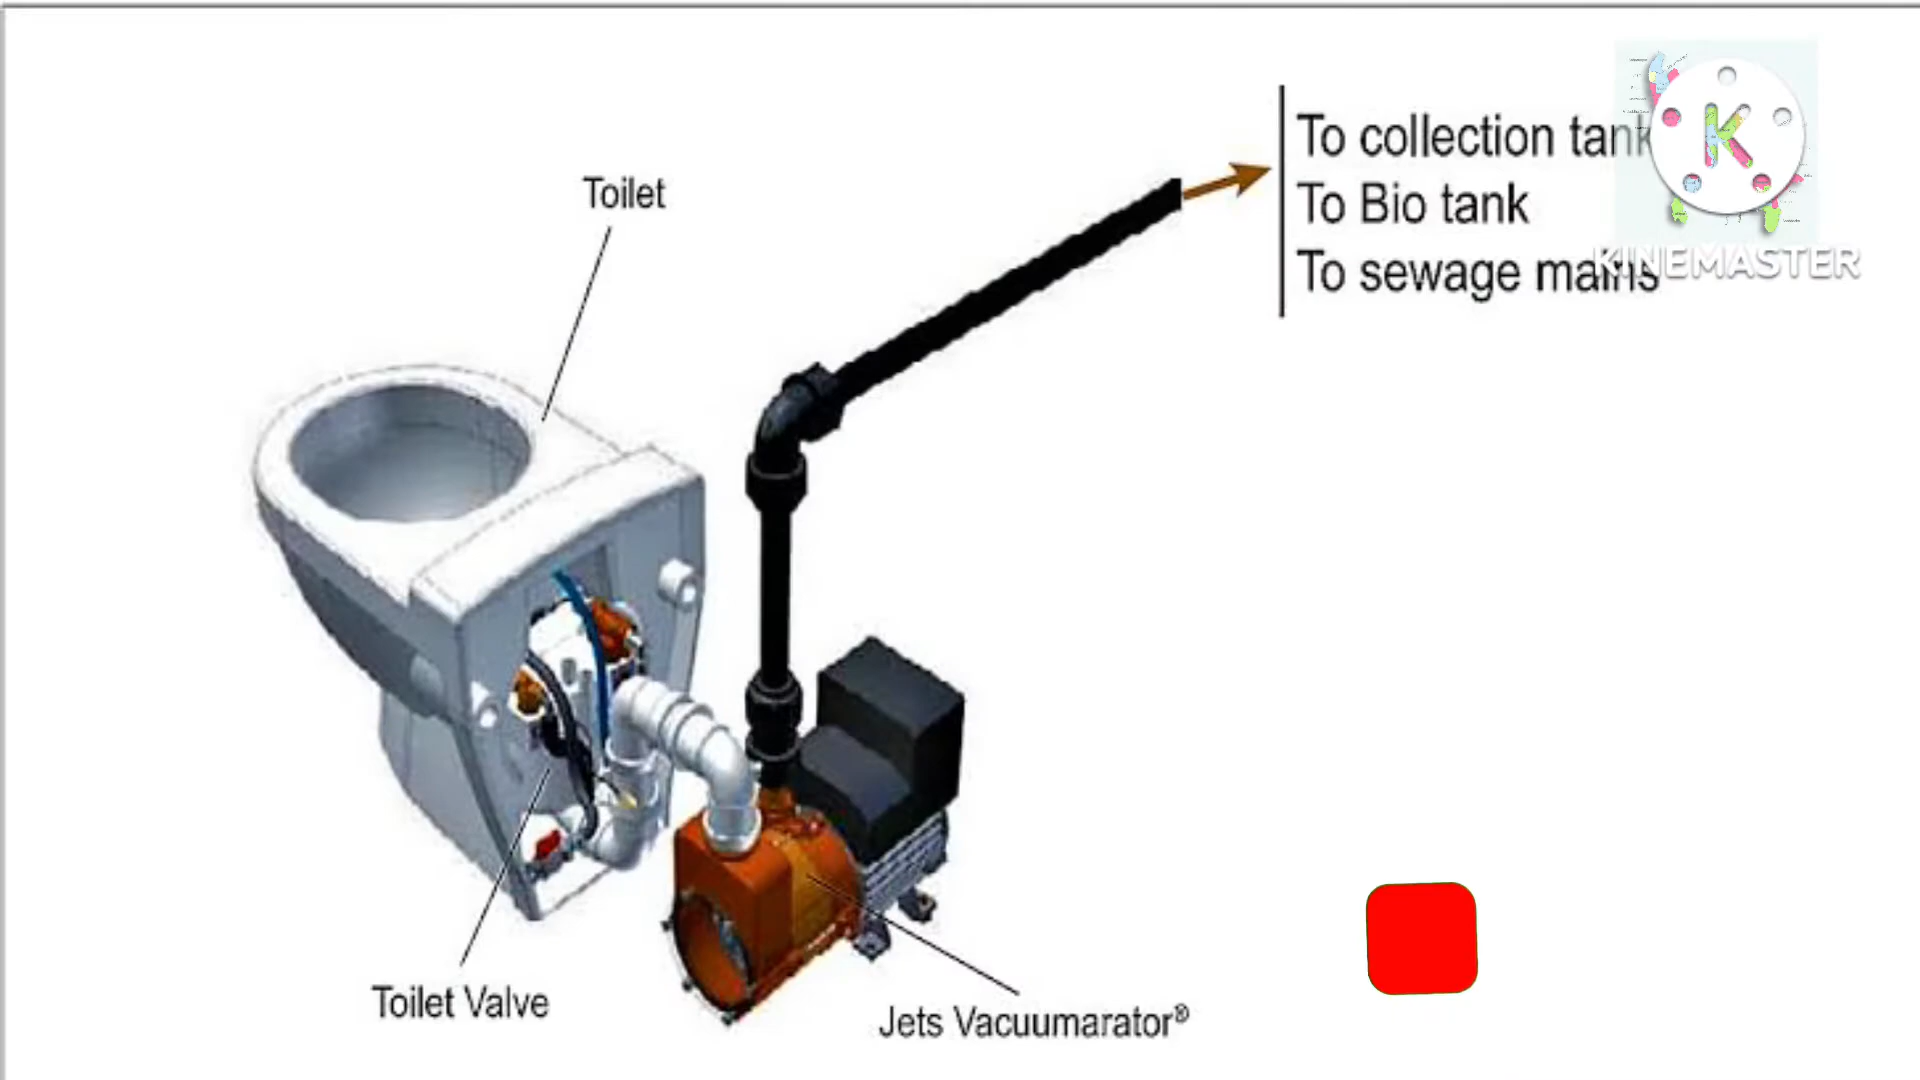 Toilet
To collection tank
To Bio tank
To sewage mains
KINEMASTER
Toilet Valve
Jets Vacuumarator®